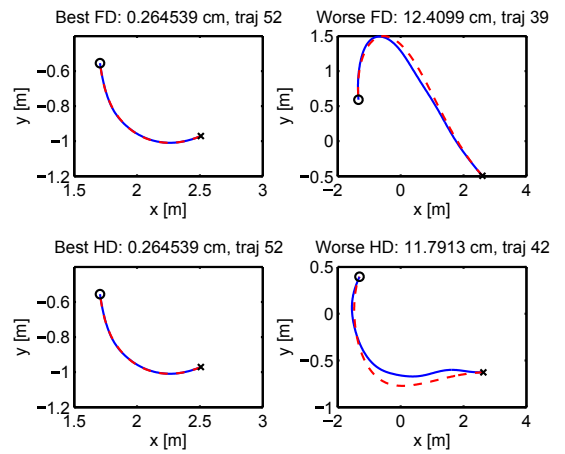 Best FD: 0.264539 cm, traj 52
−0.6
−0.8
−1
−1.2
1.5 2 2.5 3
x [m]
y [m]
Worse FD: 12.4099 cm, traj 39
1.5
1
0.5
0
−0.5
−2 0 2 4
x [m]
y [m]
Best HD: 0.264539 cm, traj 52
−0.6
−0.8
−1
−1.2
1.5 2 2.5 3
x [m]
y [m]
Worse HD: 11.7913 cm, traj 42
0.5
0
−0.5
−1
−2 0 2 4
x [m]
y [m]